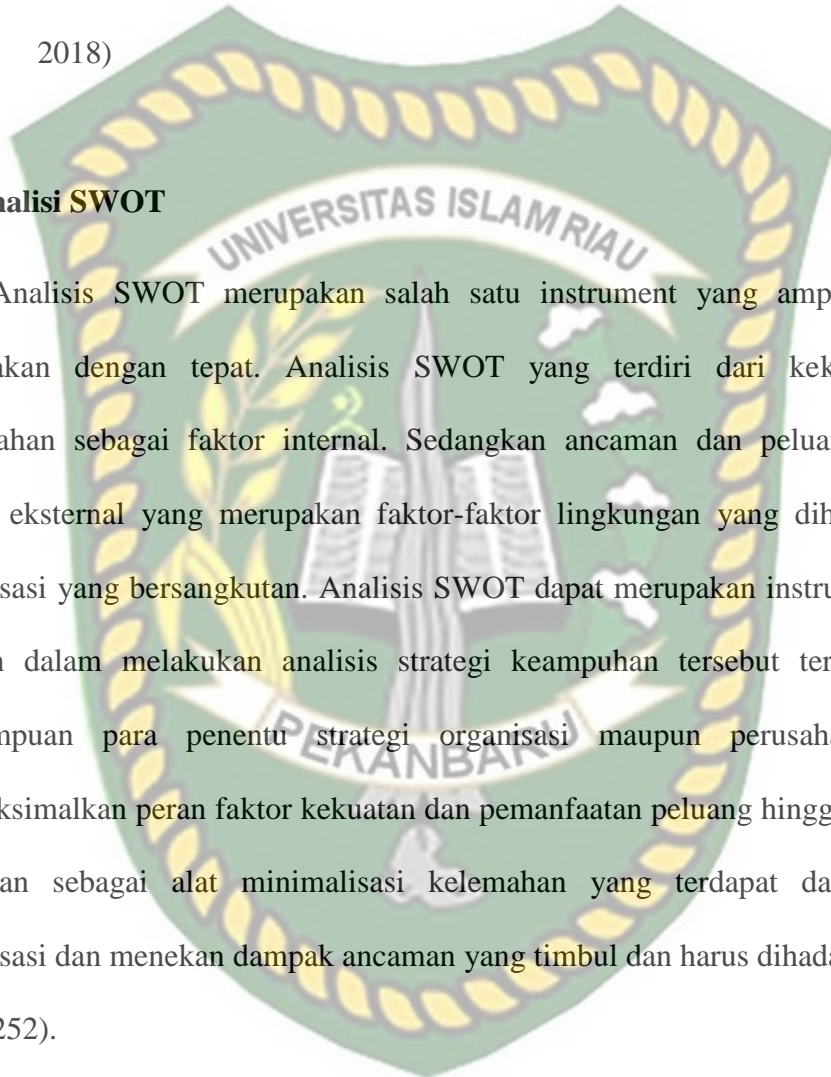 2018)
nalisi SWOT
UNIVERSITAS ISLAM RIAU
Analisis SWOT merupakan salah satu instrument yang amp
akan dengan tepat. Analisis SWOT yang terdiri dari kek
ahan sebagai faktor internal. Sedangkan ancaman dan peluar
eksternal yang merupakan faktor-faktor lingkungan yang dih
sasi yang bersangkutan. Analisis SWOT dapat merupakan instru
n dalam melakukan analisis strategi keampuhan tersebut ter
mpuan para penentu strategi organisasi maupun perusaha
PEKANBARU
ksimalkan peran faktor kekuatan dan pemanfaatan peluang hingg
an sebagai alat minimalisasi kelemahan yang terdapat da
sasi dan menekan dampak ancaman yang timbul dan harus dihada
252).